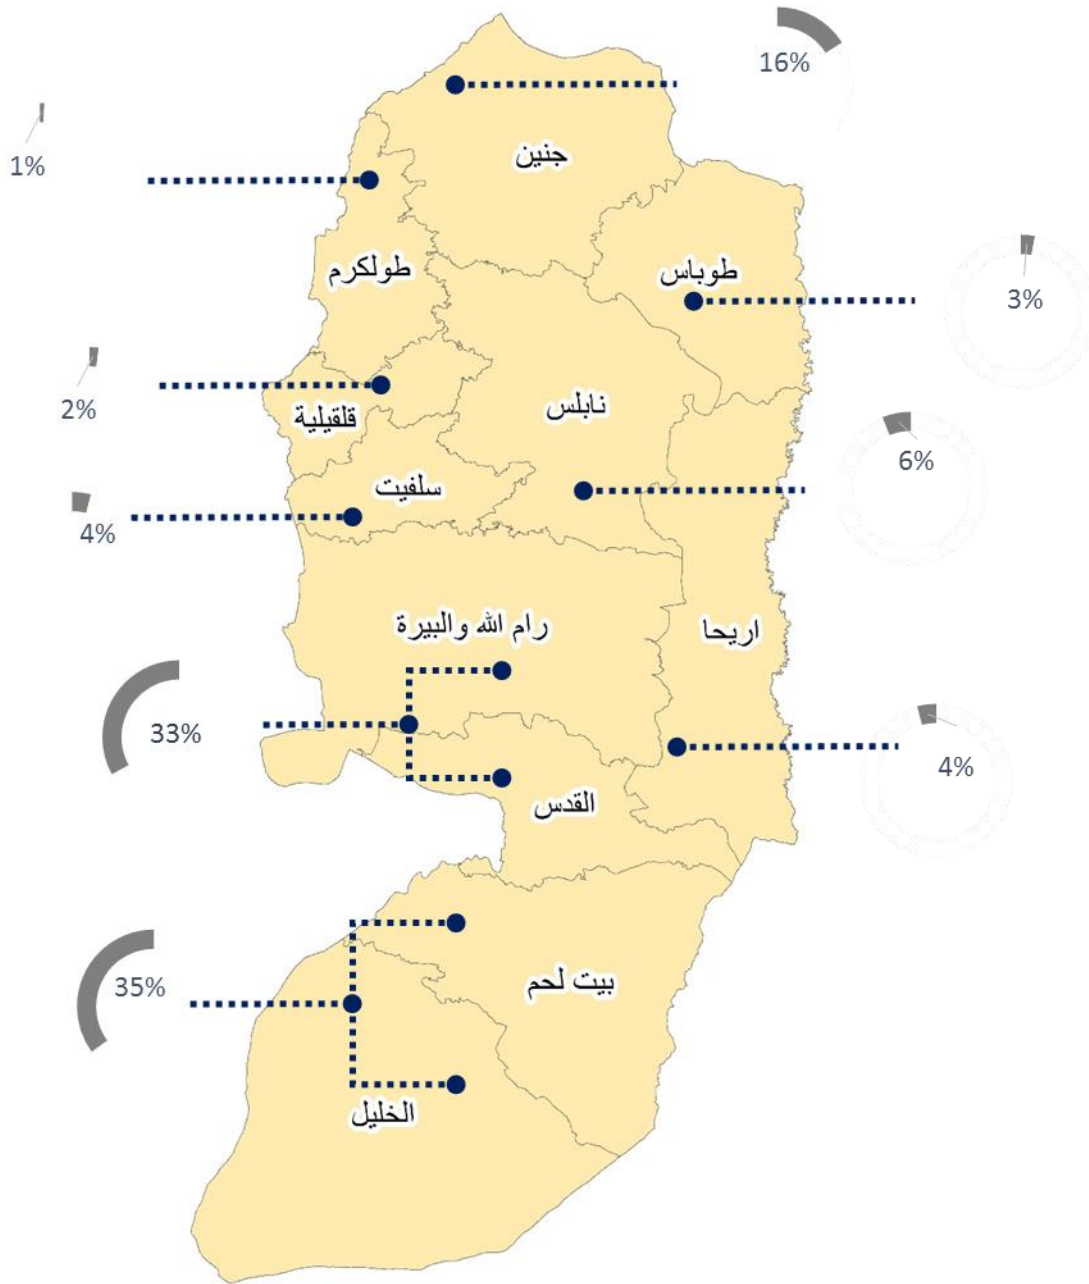 16%
جنين
1%
طولكرم
طوباس
3%
2%
قلقيلية
نابلس
6%
سلفيت
4%
رام الله والبيرة
اريحا
33%
4%
القدس
35%
بيت لحم
الخليل